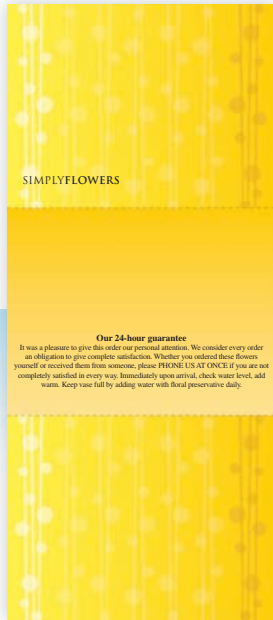 SIMPLYFLOWERS
Our 24-hour guarantee
It was a pleasure to give this order our personal attention. We consider every order
an obligation to give complete satisfaction. Whether you ordered these flowers
yourself or received them from someone, please PHONE US AT ONCE if you are not
completely satisfied in every way. Immediately upon arrival, check water level, add
warm. Keep vase full by adding water with floral preservative daily.